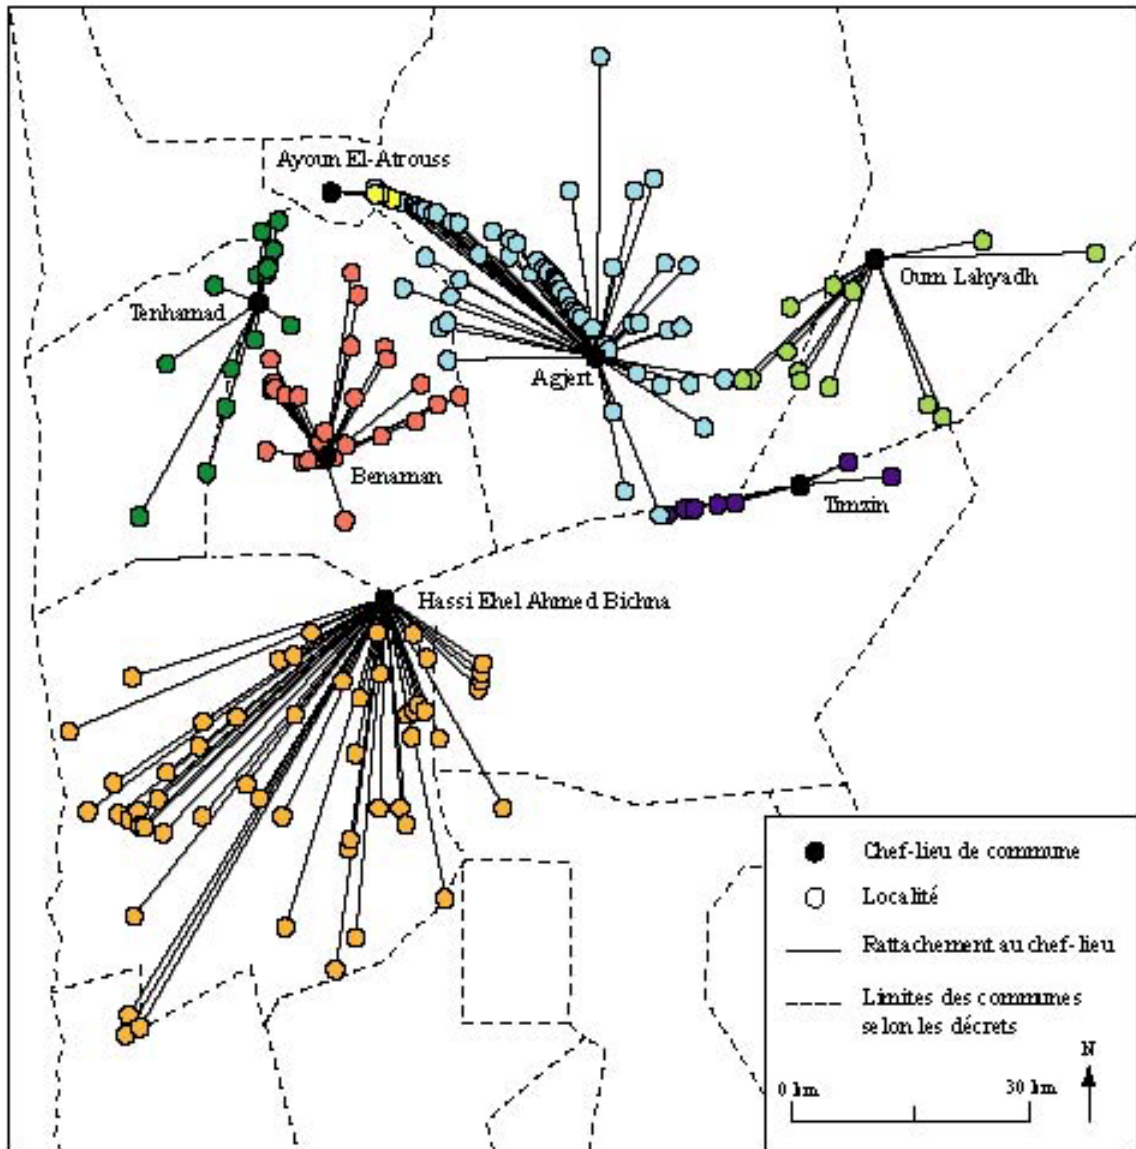 Ayoun El-Atrouss
Oum Lahyadh
Tenhamad
Agjert
Benaman
Timzin
Hassi Ehel Ahmed Bichna
Chef-lieu de commune
Localité
Rattachement au chef-lieu
Limites des communes
selon les décrets
N
0 km 30 km